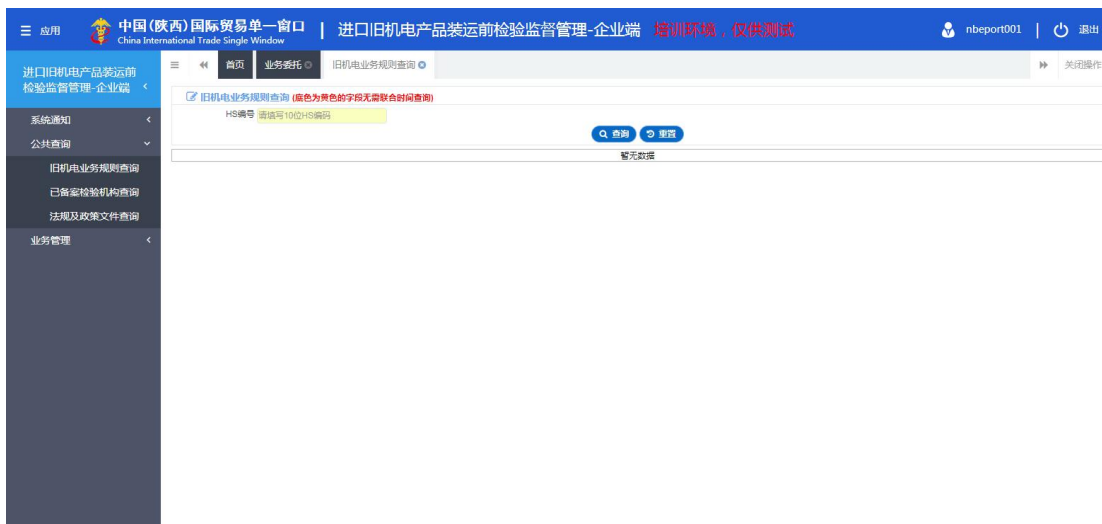 应用
中国(陕西)国际贸易单一窗口 | 进口旧机电产品装运前检验监督管理-企业端 培训环境，仅供测试
China International Trade Single Window
nbeport001 | 退出
进口旧机电产品装运前
检验监督管理-企业端
首页 业务委托 旧机电业务规则查询 关闭操作
旧机电业务规则查询 (底色为黄色的字段无需联合时间查询)
HS编号 请填写10位HS编码
查询 重置
暂无数据
系统通知
公共查询
旧机电业务规则查询
已备案检验机构查询
法规及政策文件查询
业务管理